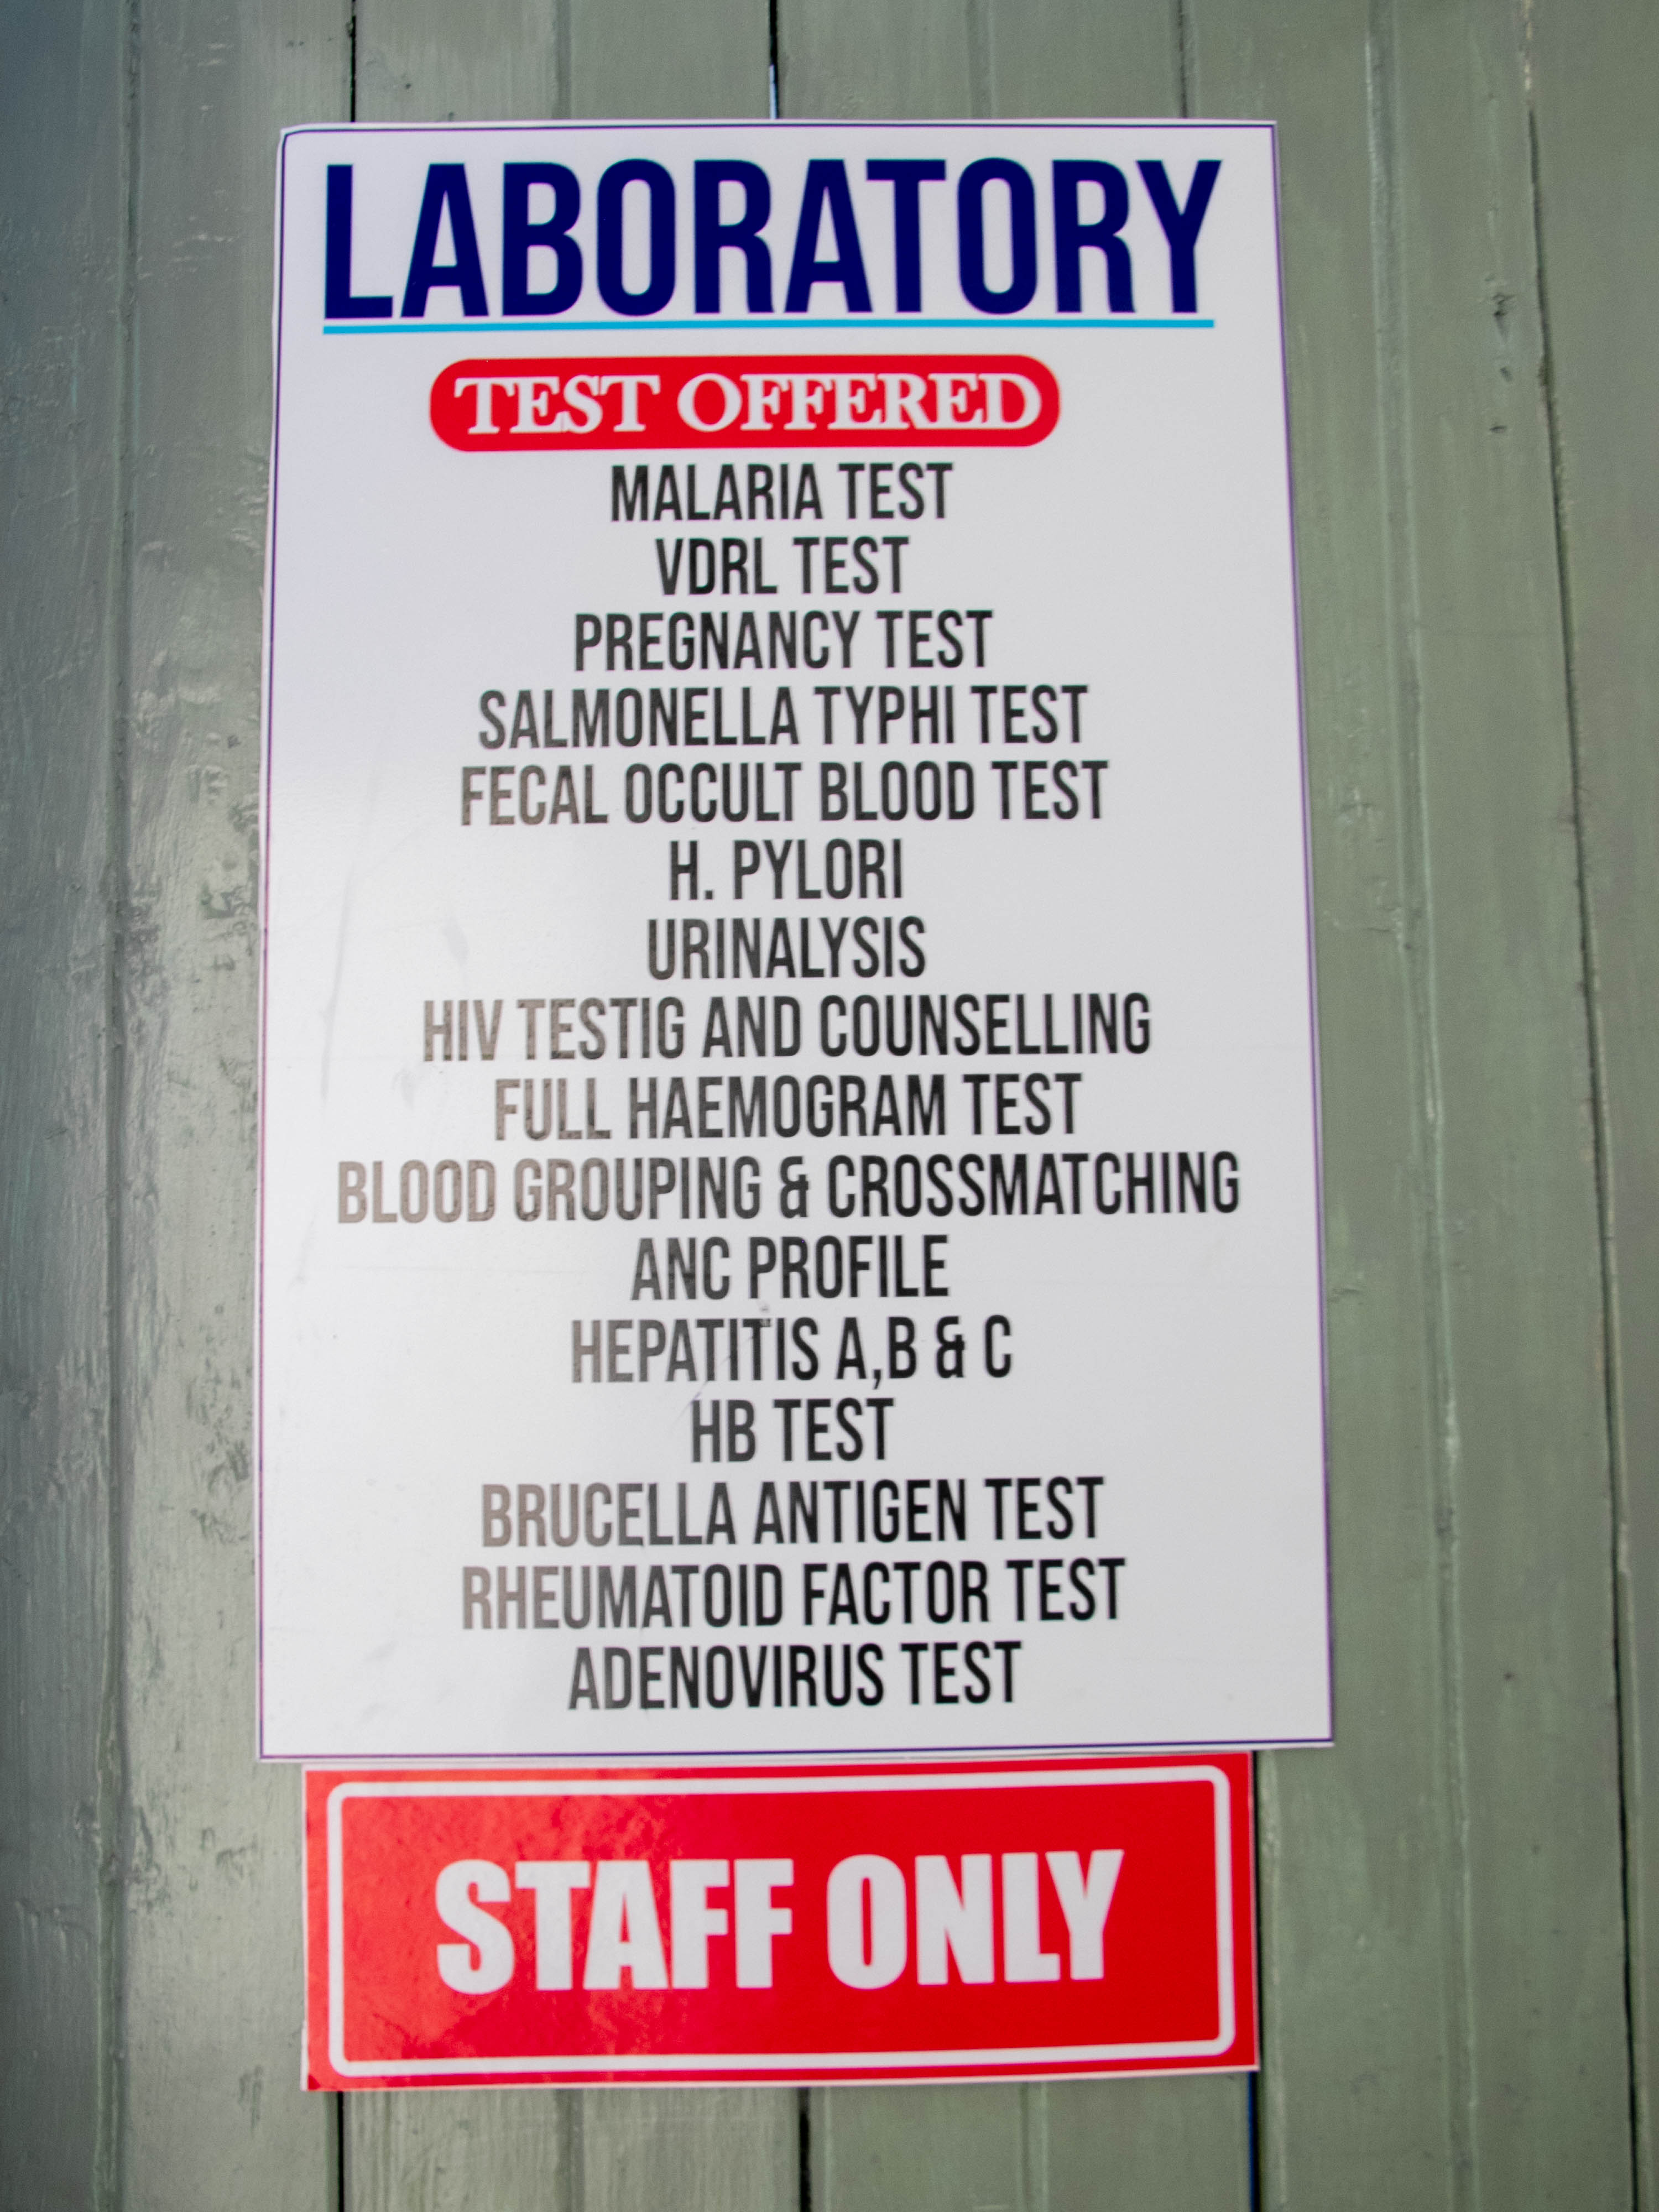 LABORATORY
TEST OFFERED
MALARIA TEST
VDRL TEST
PREGNANCY TEST
SALMONELLA TYPHI TEST
FECAL OCCULT BLOOD TEST
H. PYLORI
URINALYSIS
HIV TESTIG AND COUNSELLING
FULL HAEMOGRAM TEST
BLOOD GROUPING & CROSSMATCHING
ANC PROFILE
HEPATITIS A,B & C
HB TEST
BRUCELLA ANTIGEN TEST
RHEUMATOID FACTOR TEST
ADENOVIRUS TEST
STAFF ONLY